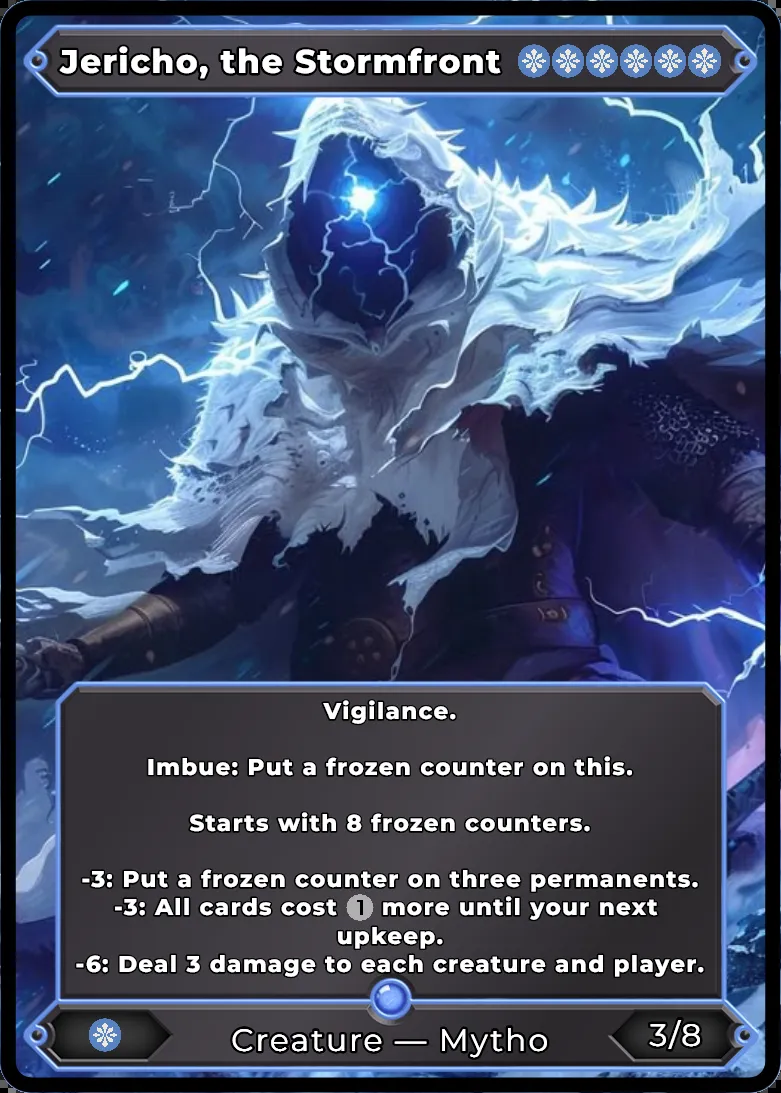 Jericho, the Stormfront
Vigilance.
Imbue: Put a frozen counter on this.
Starts with 8 frozen counters.
-3: Put a frozen counter on three permanents.
-3: All cards cost 1 more until your next
upkeep.
-6: Deal 3 damage to each creature and player.
Creature — Mytho
3/8